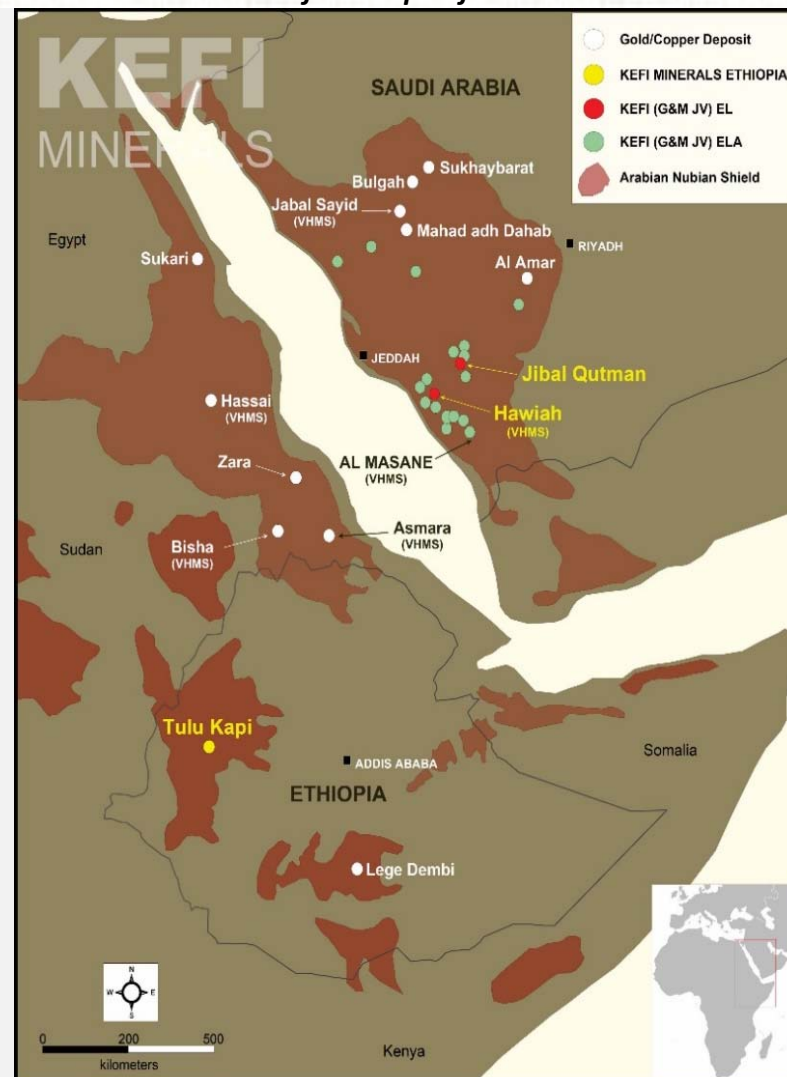 KEFI
MINERALS
SAUDI ARABIA
Gold/Copper Deposit
KEFI MINERALS ETHIOPIA
KEFI (G&M JV) EL
KEFI (G&M JV) ELA
Arabian Nubian Shield
Sukhaybarat
Bulgah
Jabal Sayid
(VHMS)
Mahad adh Dahab
Egypt
RIYADH
Sukari
Al Amar
JEDDAH
Jibal Qutman
Hassai
(VHMS)
Hawiah
(VHMS)
Zara
AL MASANE
(VHMS)
Asmara
(VHMS)
Sudan
Bisha
(VHMS)
Tulu Kapi
Somalia
ADDIS ABABA
ETHIOPIA
Lege Dembi
N
W E
S
0 200 500
kilometers
Kenya